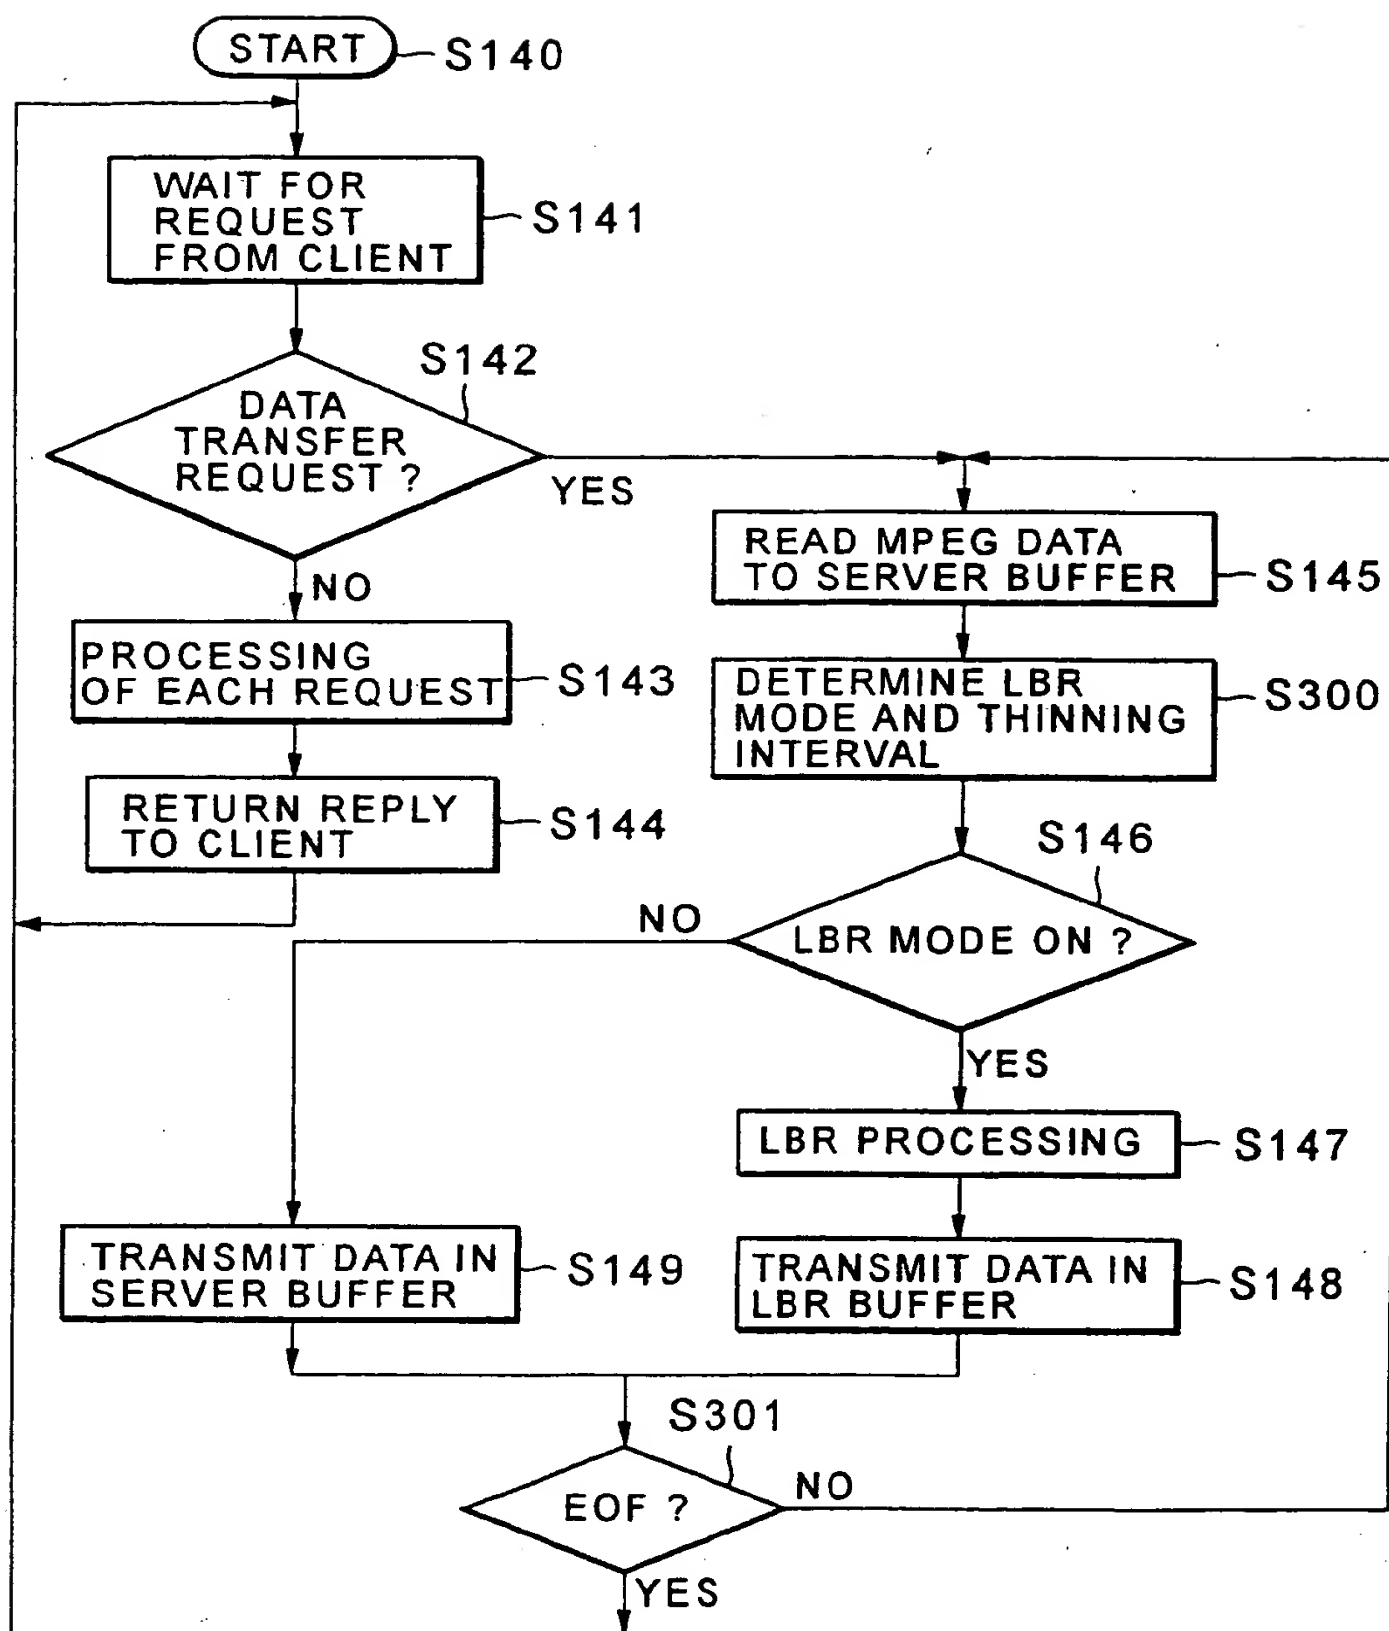 START
S140
WAIT FOR
REQUEST
FROM CLIENT
S141
S142
DATA
TRANSFER
REQUEST ?
YES
NO
READ MPEG DATA
TO SERVER BUFFER
S145
PROCESSING
OF EACH REQUEST
S143
DETERMINE LBR
MODE AND THINNING
INTERVAL
S300
RETURN REPLY
TO CLIENT
S144
S146
NO
LBR MODE ON ?
YES
LBR PROCESSING
S147
TRANSMIT DATA IN
SERVER BUFFER
S149
TRANSMIT DATA IN
LBR BUFFER
S148
S301
EOF ?
NO
YES